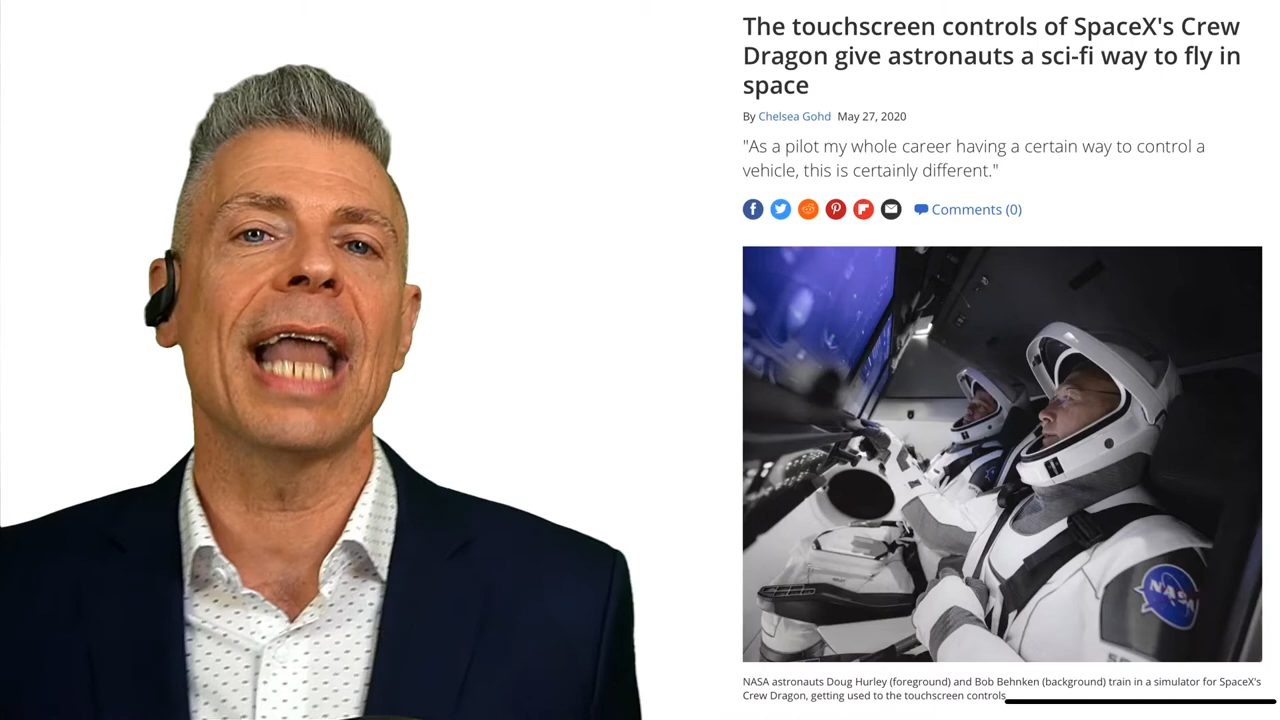 The touchscreen controls of SpaceX's Crew
Dragon give astronauts a sci-fi way to fly in
space
By Chelsea Gohd May 27, 2020
"As a pilot my whole career having a certain way to control a
vehicle, this is certainly different."
Comments (0)
NASA
NASA astronauts Doug Hurley (foreground) and Bob Behnken (background) train in a simulator for SpaceX's
Crew Dragon, getting used to the touchscreen controls